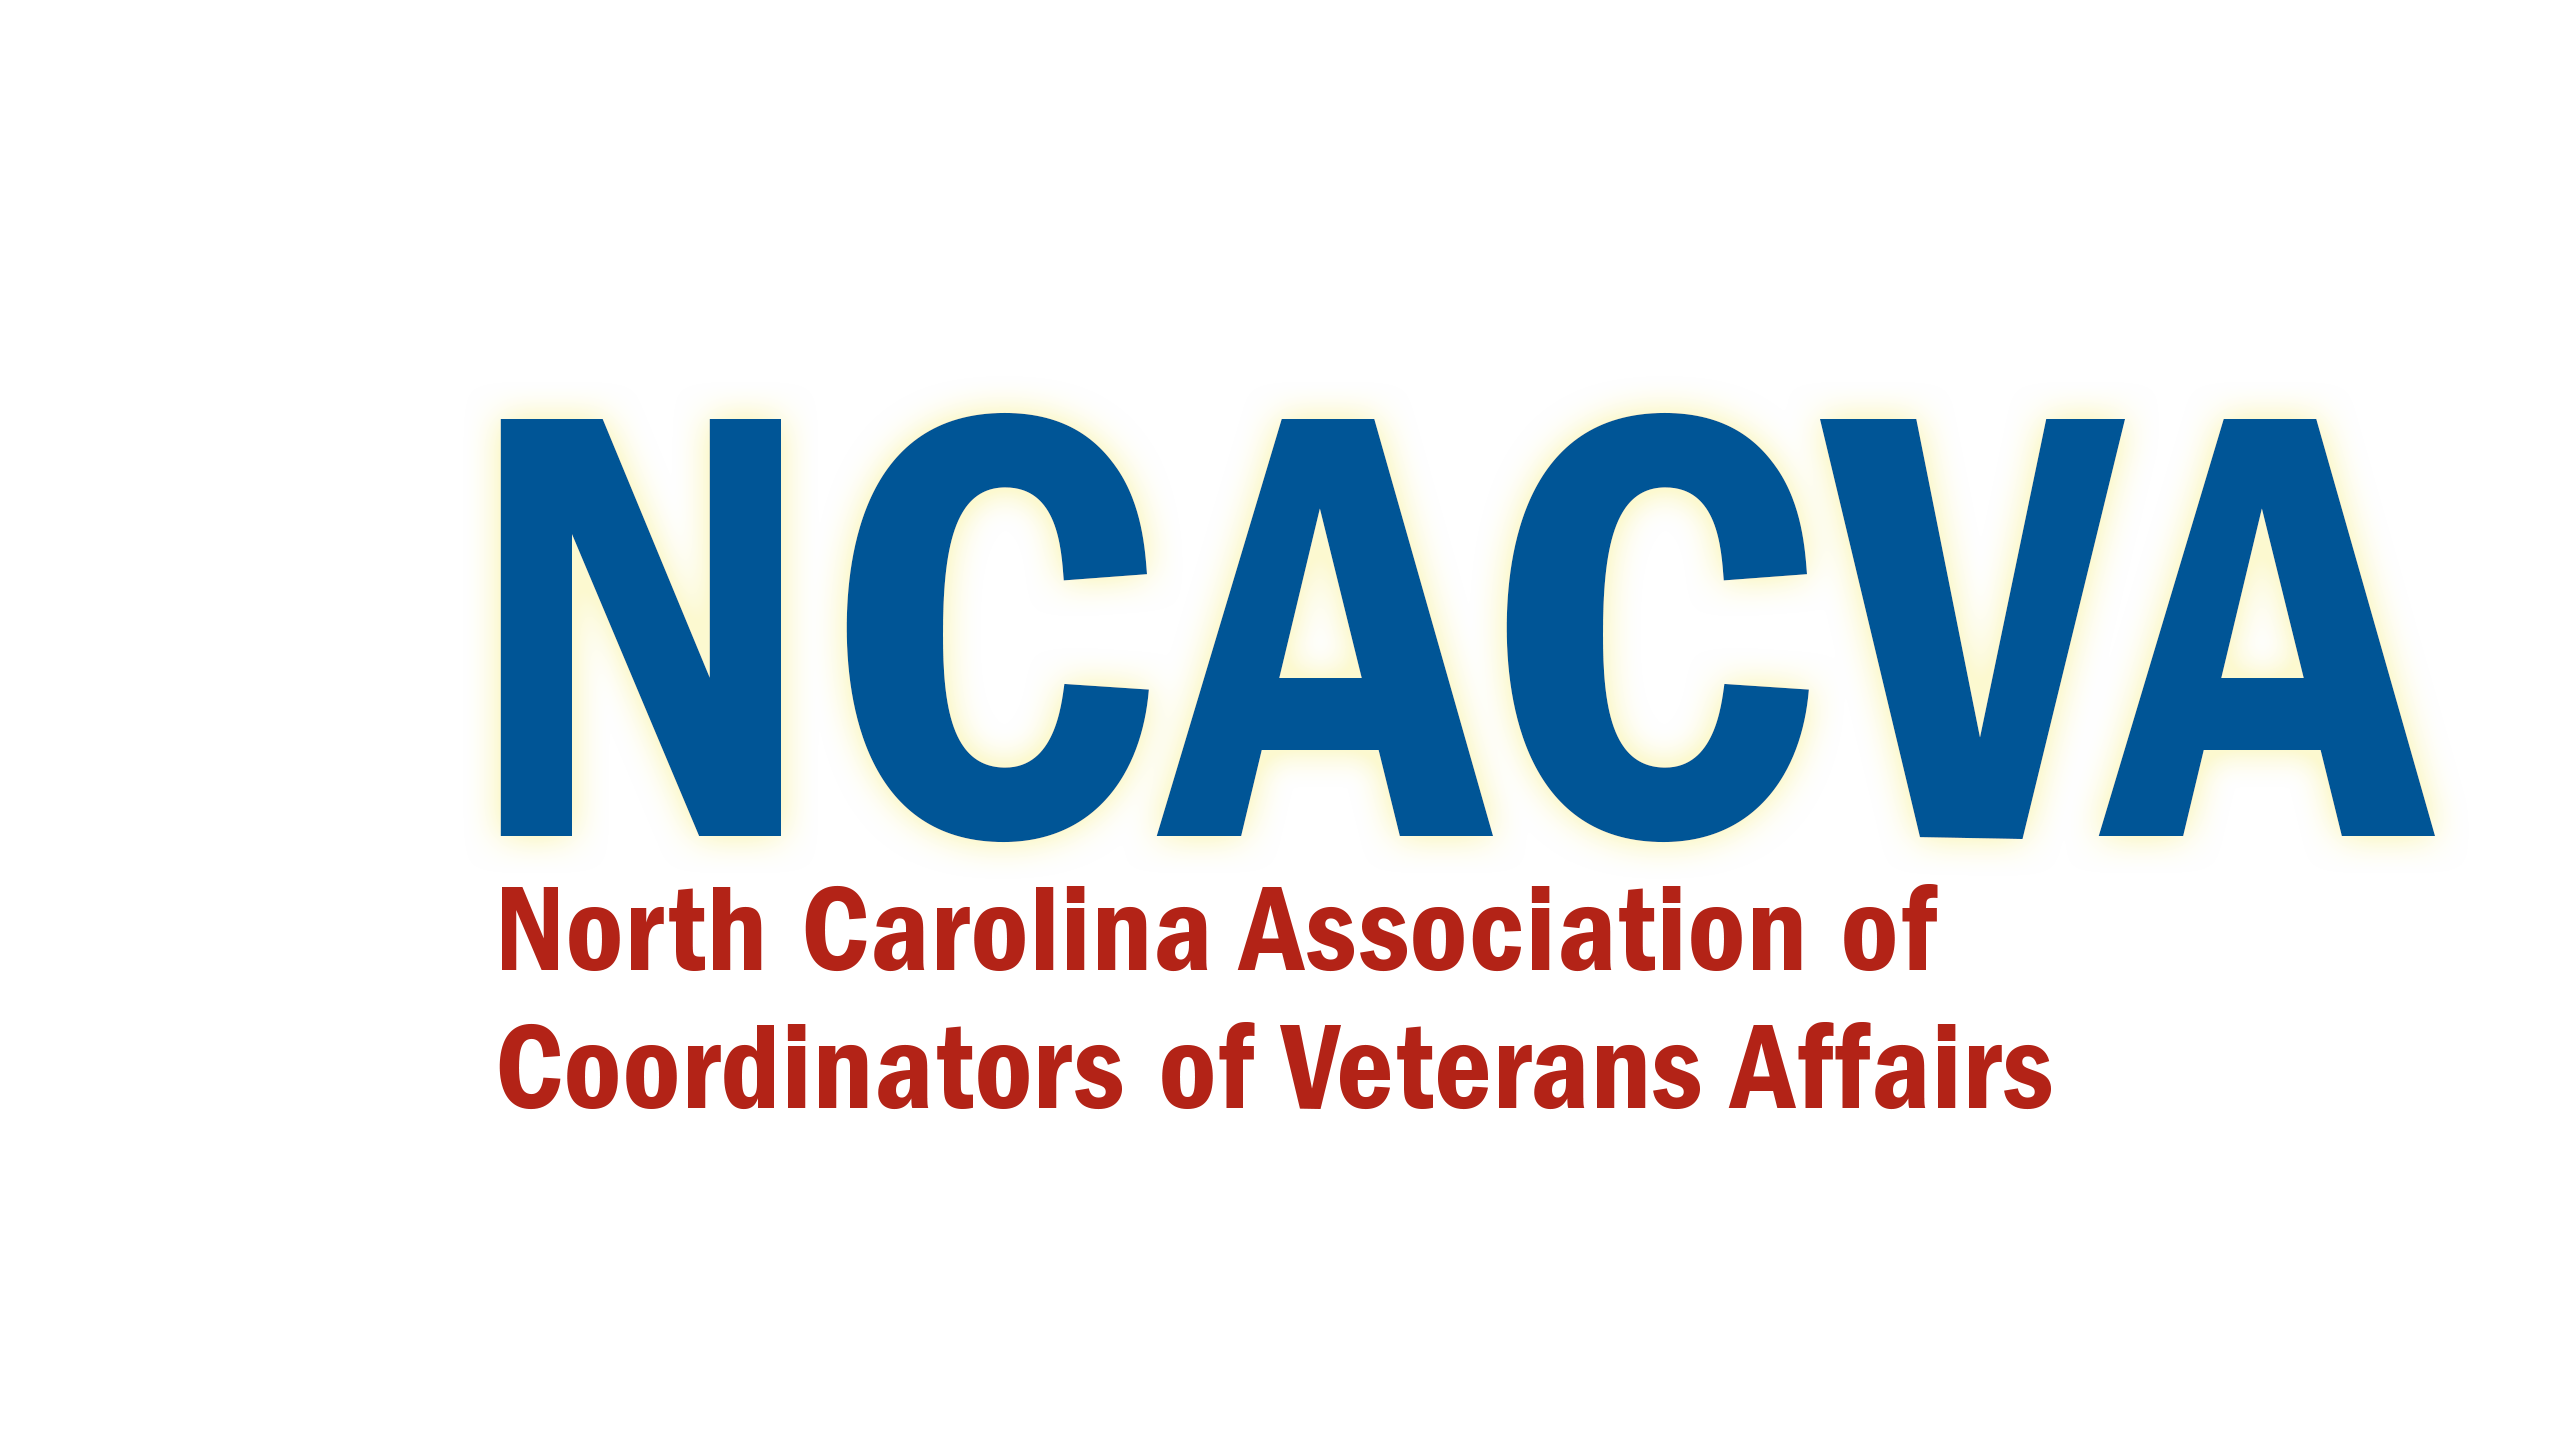 NCACVA
North Carolina Association of
Coordinators of Veterans Affairs